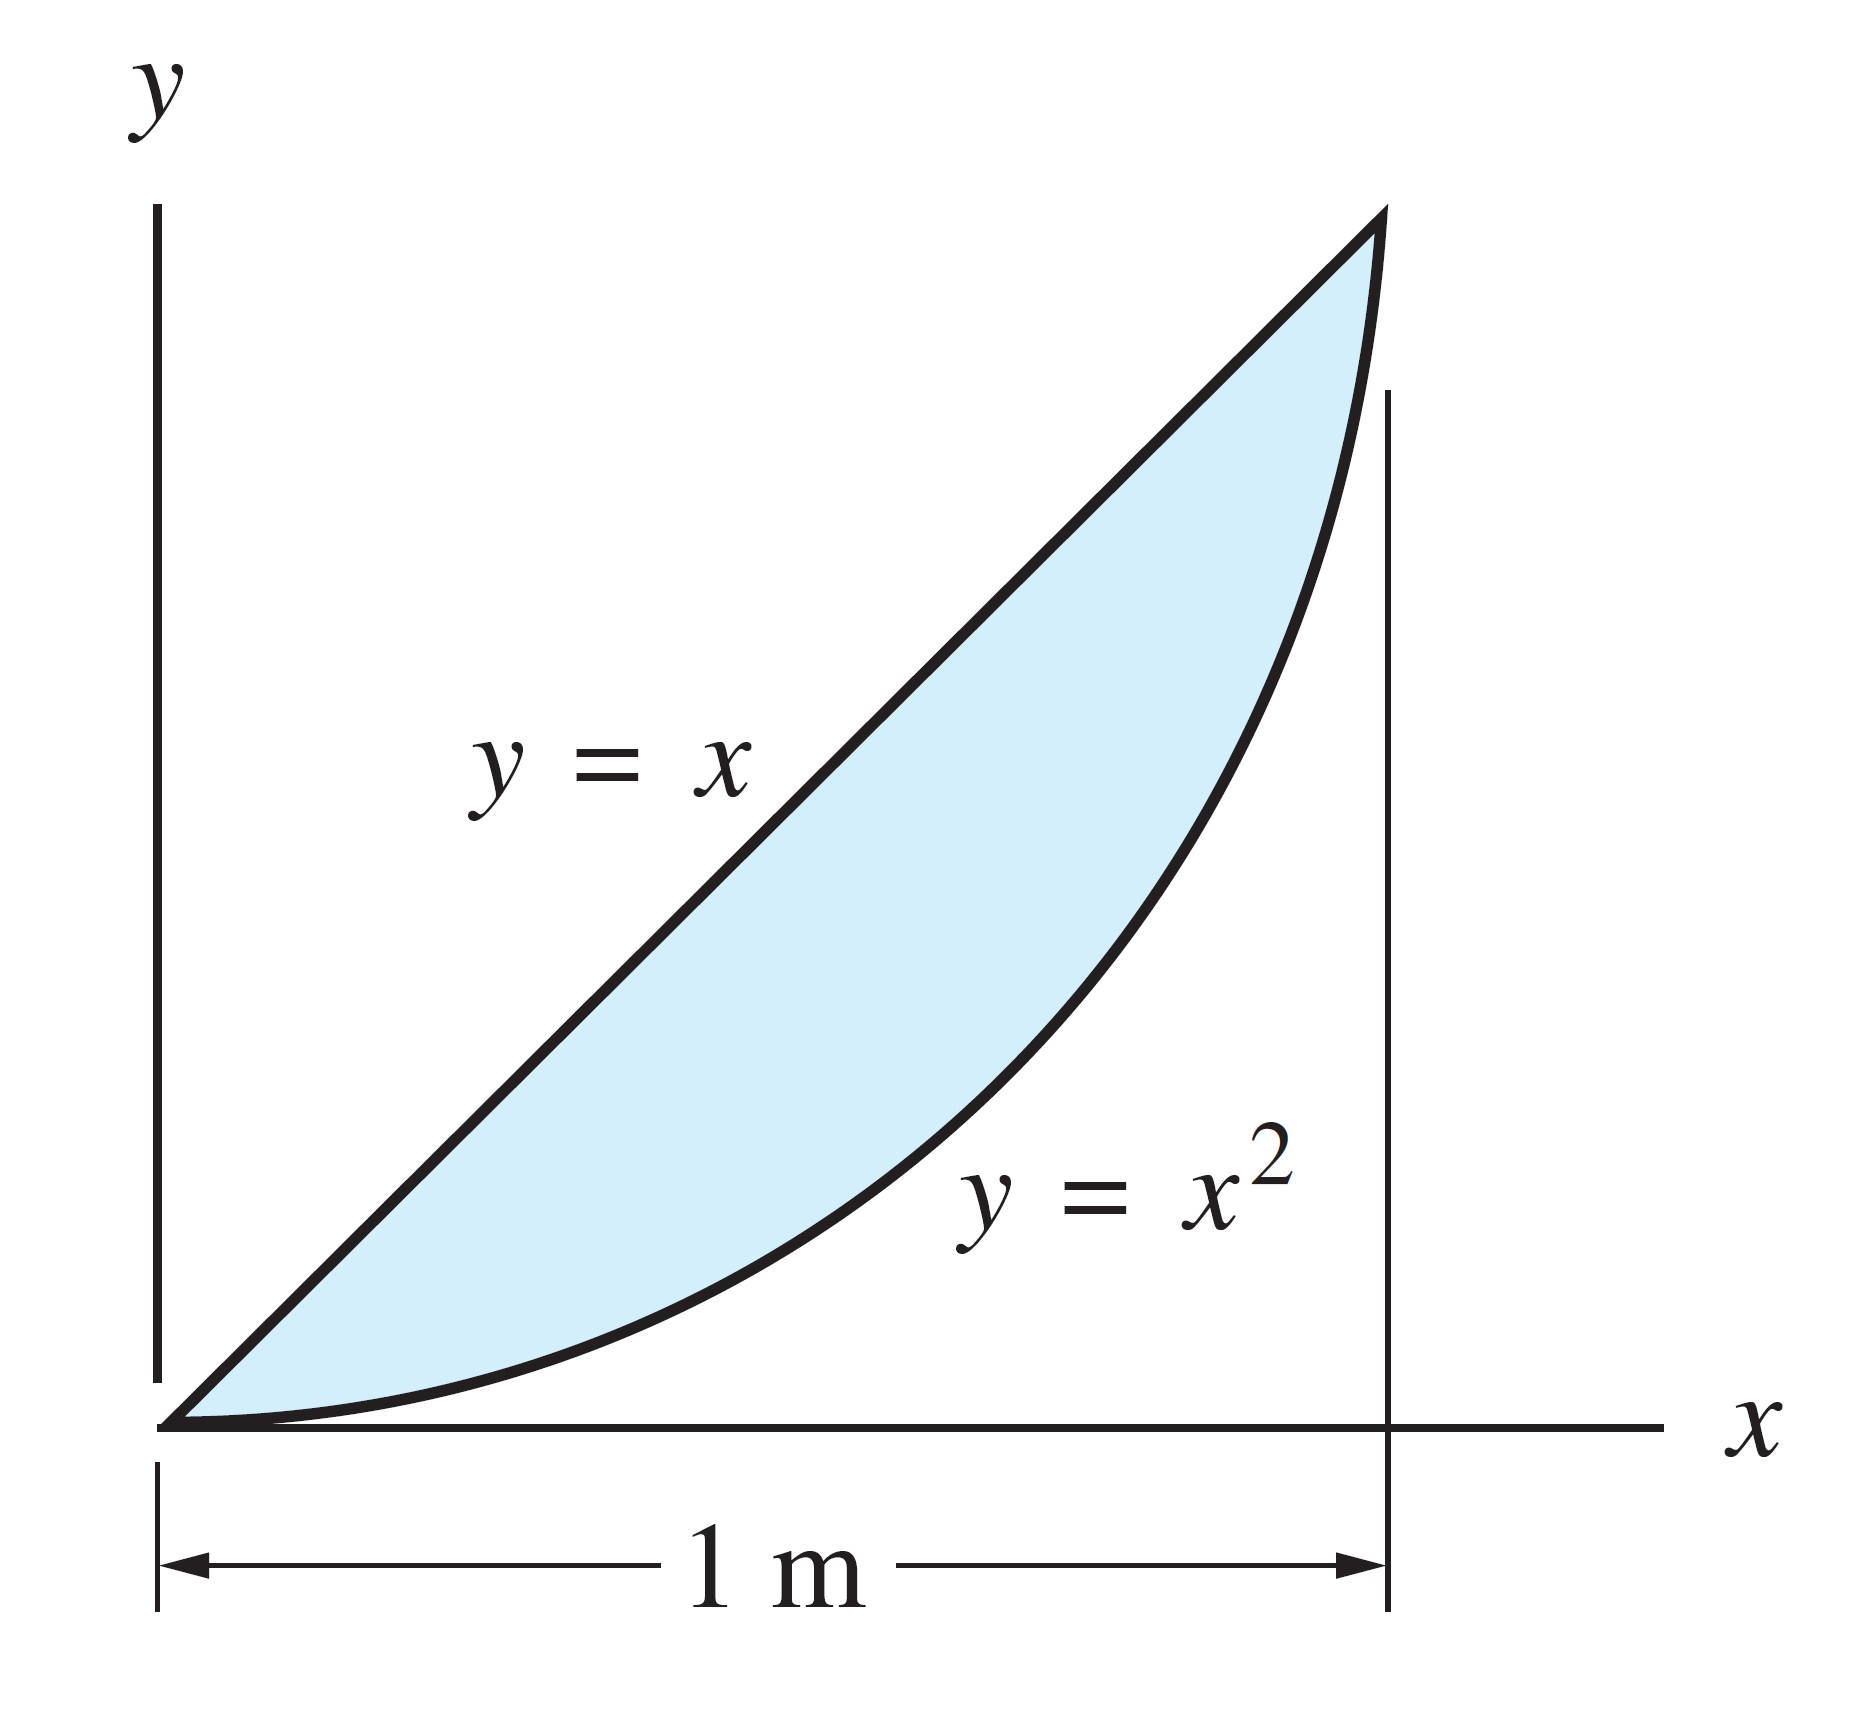 y
y = x
y = x²
x
1 m